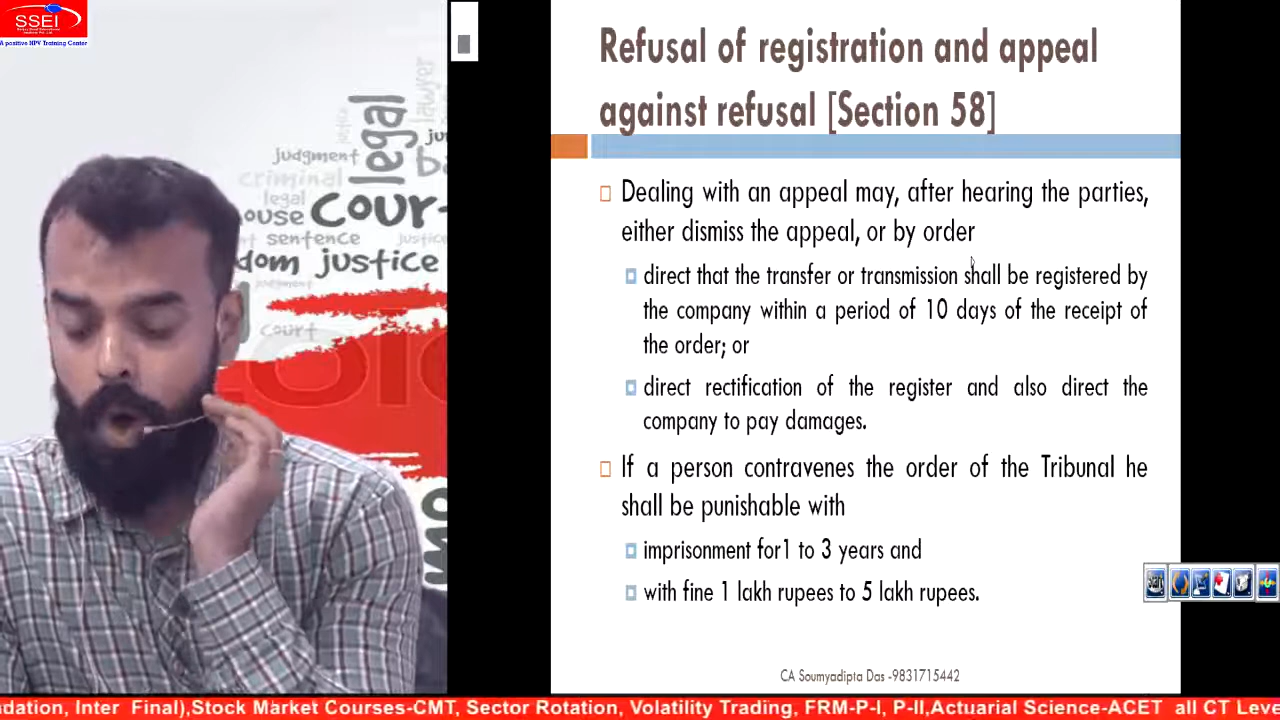 SSEI
A positive NPV Training Center
lawyer
legal
justice
ju
judgment
criminal
legal
ouse cour
sentence justice
dom justice
judgment
court
Refusal of registration and appeal
against refusal [Section 58]
Dealing with an appeal may, after hearing the parties,
either dismiss the appeal, or by order
direct that the transfer or transmission shall be registered by
the company within a period of 10 days of the receipt of
the order; or
direct rectification of the register and also direct the
company to pay damages.
If a person contravenes the order of the Tribunal he
shall be punishable with
imprisonment for1 to 3 years and
with fine 1 lakh rupees to 5 lakh rupees.
CA Soumyadipta Das -9831715442
ndation, Inter Final),Stock Market Courses-CMT, Sector Rotation, Volatility Trading, FRM-P-I, P-II,Actuarial Science-ACET all CT Leve